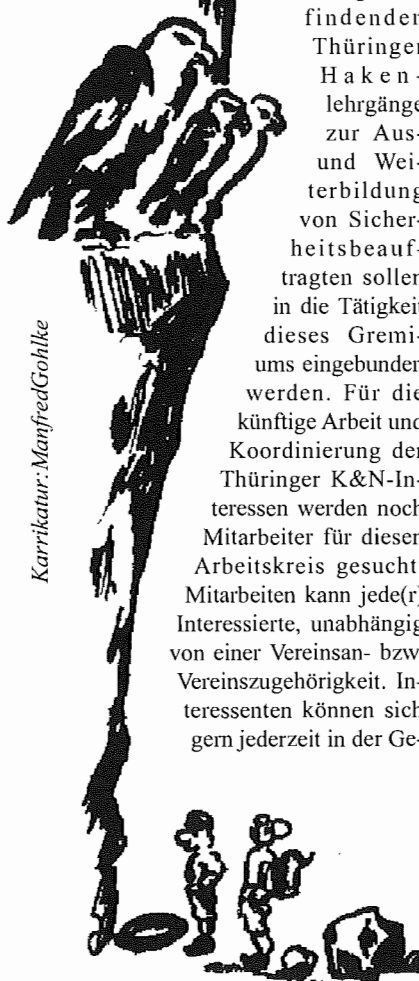 findenden
Thüringer
Haken-
lehrgänge
zur Aus-
und Wei-
terbildung
von Sicher-
heitsbeauf-
tragten sollen
in die Tätigkeit
dieses Gremi-
ums eingebunden
werden. Für die
künftige Arbeit und
Koordinierung der
Thüringer K&N-In-
teressen werden noch
Mitarbeiter für diesen
Arbeitskreis gesucht.
Mitarbeiten kann jede(r)
Interessierte, unabhängig
von einer Vereinsan- bzw.
Vereinszugehörigkeit. In-
teressenten können sich
gern jederzeit in der Ge-
Karrikatur: Manfred Gohlke